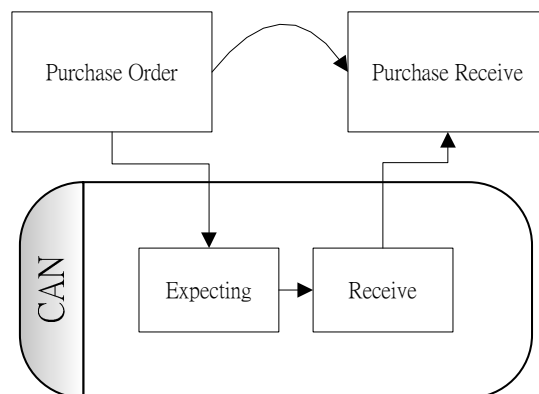 Purchase Order
Purchase Receive
CAN
Expecting
Receive